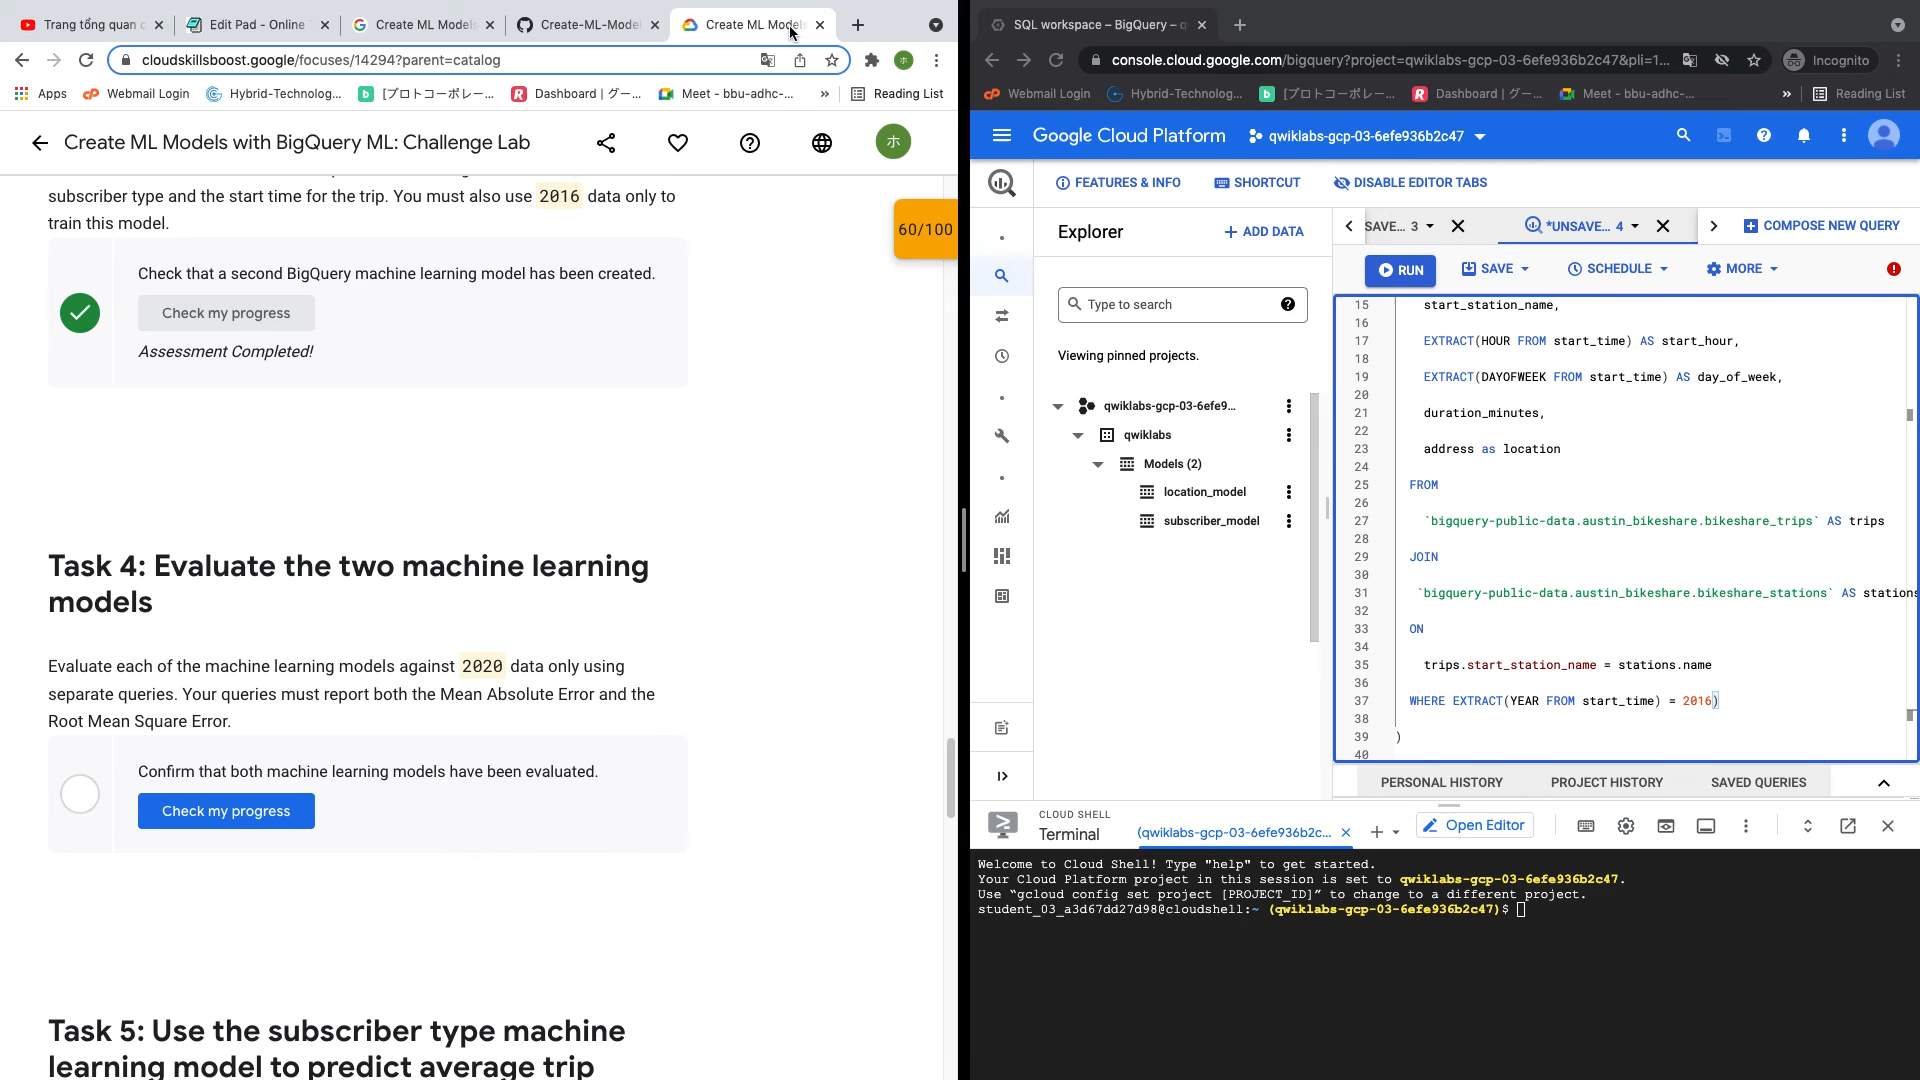 Trang tổng quan c
Edit Pad - Online T
Create ML Models
Create-ML-Model
Create ML Models
cloudskillsboost.google/focuses/14294?parent=catalog
Apps
Webmail Login
Hybrid-Technolog...
[プロトコーポレー...
Dashboard | グー...
Meet - bbu-adhc-...
»
Reading List
Create ML Models with BigQuery ML: Challenge Lab
ホ
subscriber type and the start time for the trip. You must also use 2016 data only to
train this model.
60/100
Check that a second BigQuery machine learning model has been created.
Check my progress
Assessment Completed!
Task 4: Evaluate the two machine learning
models
Evaluate each of the machine learning models against 2020 data only using
separate queries. Your queries must report both the Mean Absolute Error and the
Root Mean Square Error.
Confirm that both machine learning models have been evaluated.
Check my progress
Task 5: Use the subscriber type machine
learning model to predict average trip
SQL workspace – BigQuery – q
console.cloud.google.com/bigquery?project=qwiklabs-gcp-03-6efe936b2c47&pli=1...
Incognito
Webmail Login
Hybrid-Technolog...
[プロトコーポレー...
Dashboard | グー...
Meet - bbu-adhc-...
»
Reading List
Google Cloud Platform
qwiklabs-gcp-03-6efe936b2c47
FEATURES & INFO
SHORTCUT
DISABLE EDITOR TABS
Explorer
+ ADD DATA
SAVE... 3
*UNSAVE... 4
COMPOSE NEW QUERY
RUN
SAVE
SCHEDULE
MORE
Type to search
Viewing pinned projects.
qwiklabs-gcp-03-6efe9...
qwiklabs
Models (2)
location_model
subscriber_model
15 start_station_name,
16
17 EXTRACT(HOUR FROM start_time) AS start_hour,
18
19 EXTRACT(DAYOFWEEK FROM start_time) AS day_of_week,
20
21 duration_minutes,
22
23 address as location
24
25 FROM
26
27 `bigquery-public-data.austin_bikeshare.bikeshare_trips` AS trips
28
29 JOIN
30
31 `bigquery-public-data.austin_bikeshare.bikeshare_stations` AS stations
32
33 ON
34
35 trips.start_station_name = stations.name
36
37 WHERE EXTRACT(YEAR FROM start_time) = 2016)
38
39 )
40
PERSONAL HISTORY
PROJECT HISTORY
SAVED QUERIES
CLOUD SHELL
Terminal
(qwiklabs-gcp-03-6efe936b2c...
Open Editor
Welcome to Cloud Shell! Type "help" to get started.
Your Cloud Platform project in this session is set to qwiklabs-gcp-03-6efe936b2c47.
Use “gcloud config set project [PROJECT_ID]” to change to a different project.
student_03_a3d67dd27d98@cloudshell:~ (qwiklabs-gcp-03-6efe936b2c47)$